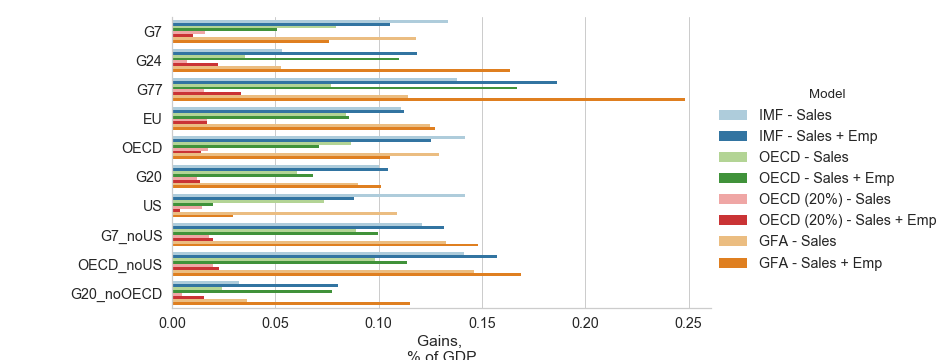 G7
G24
G77
EU
OECD
G20
US
G7_noUS
OECD_noUS
G20_noOECD
0.00 0.05 0.10 0.15 0.20 0.25
Gains,
% of GDP
Model
IMF - Sales
IMF - Sales + Emp
OECD - Sales
OECD - Sales + Emp
OECD (20%) - Sales
OECD (20%) - Sales + Emp
GFA - Sales
GFA - Sales + Emp